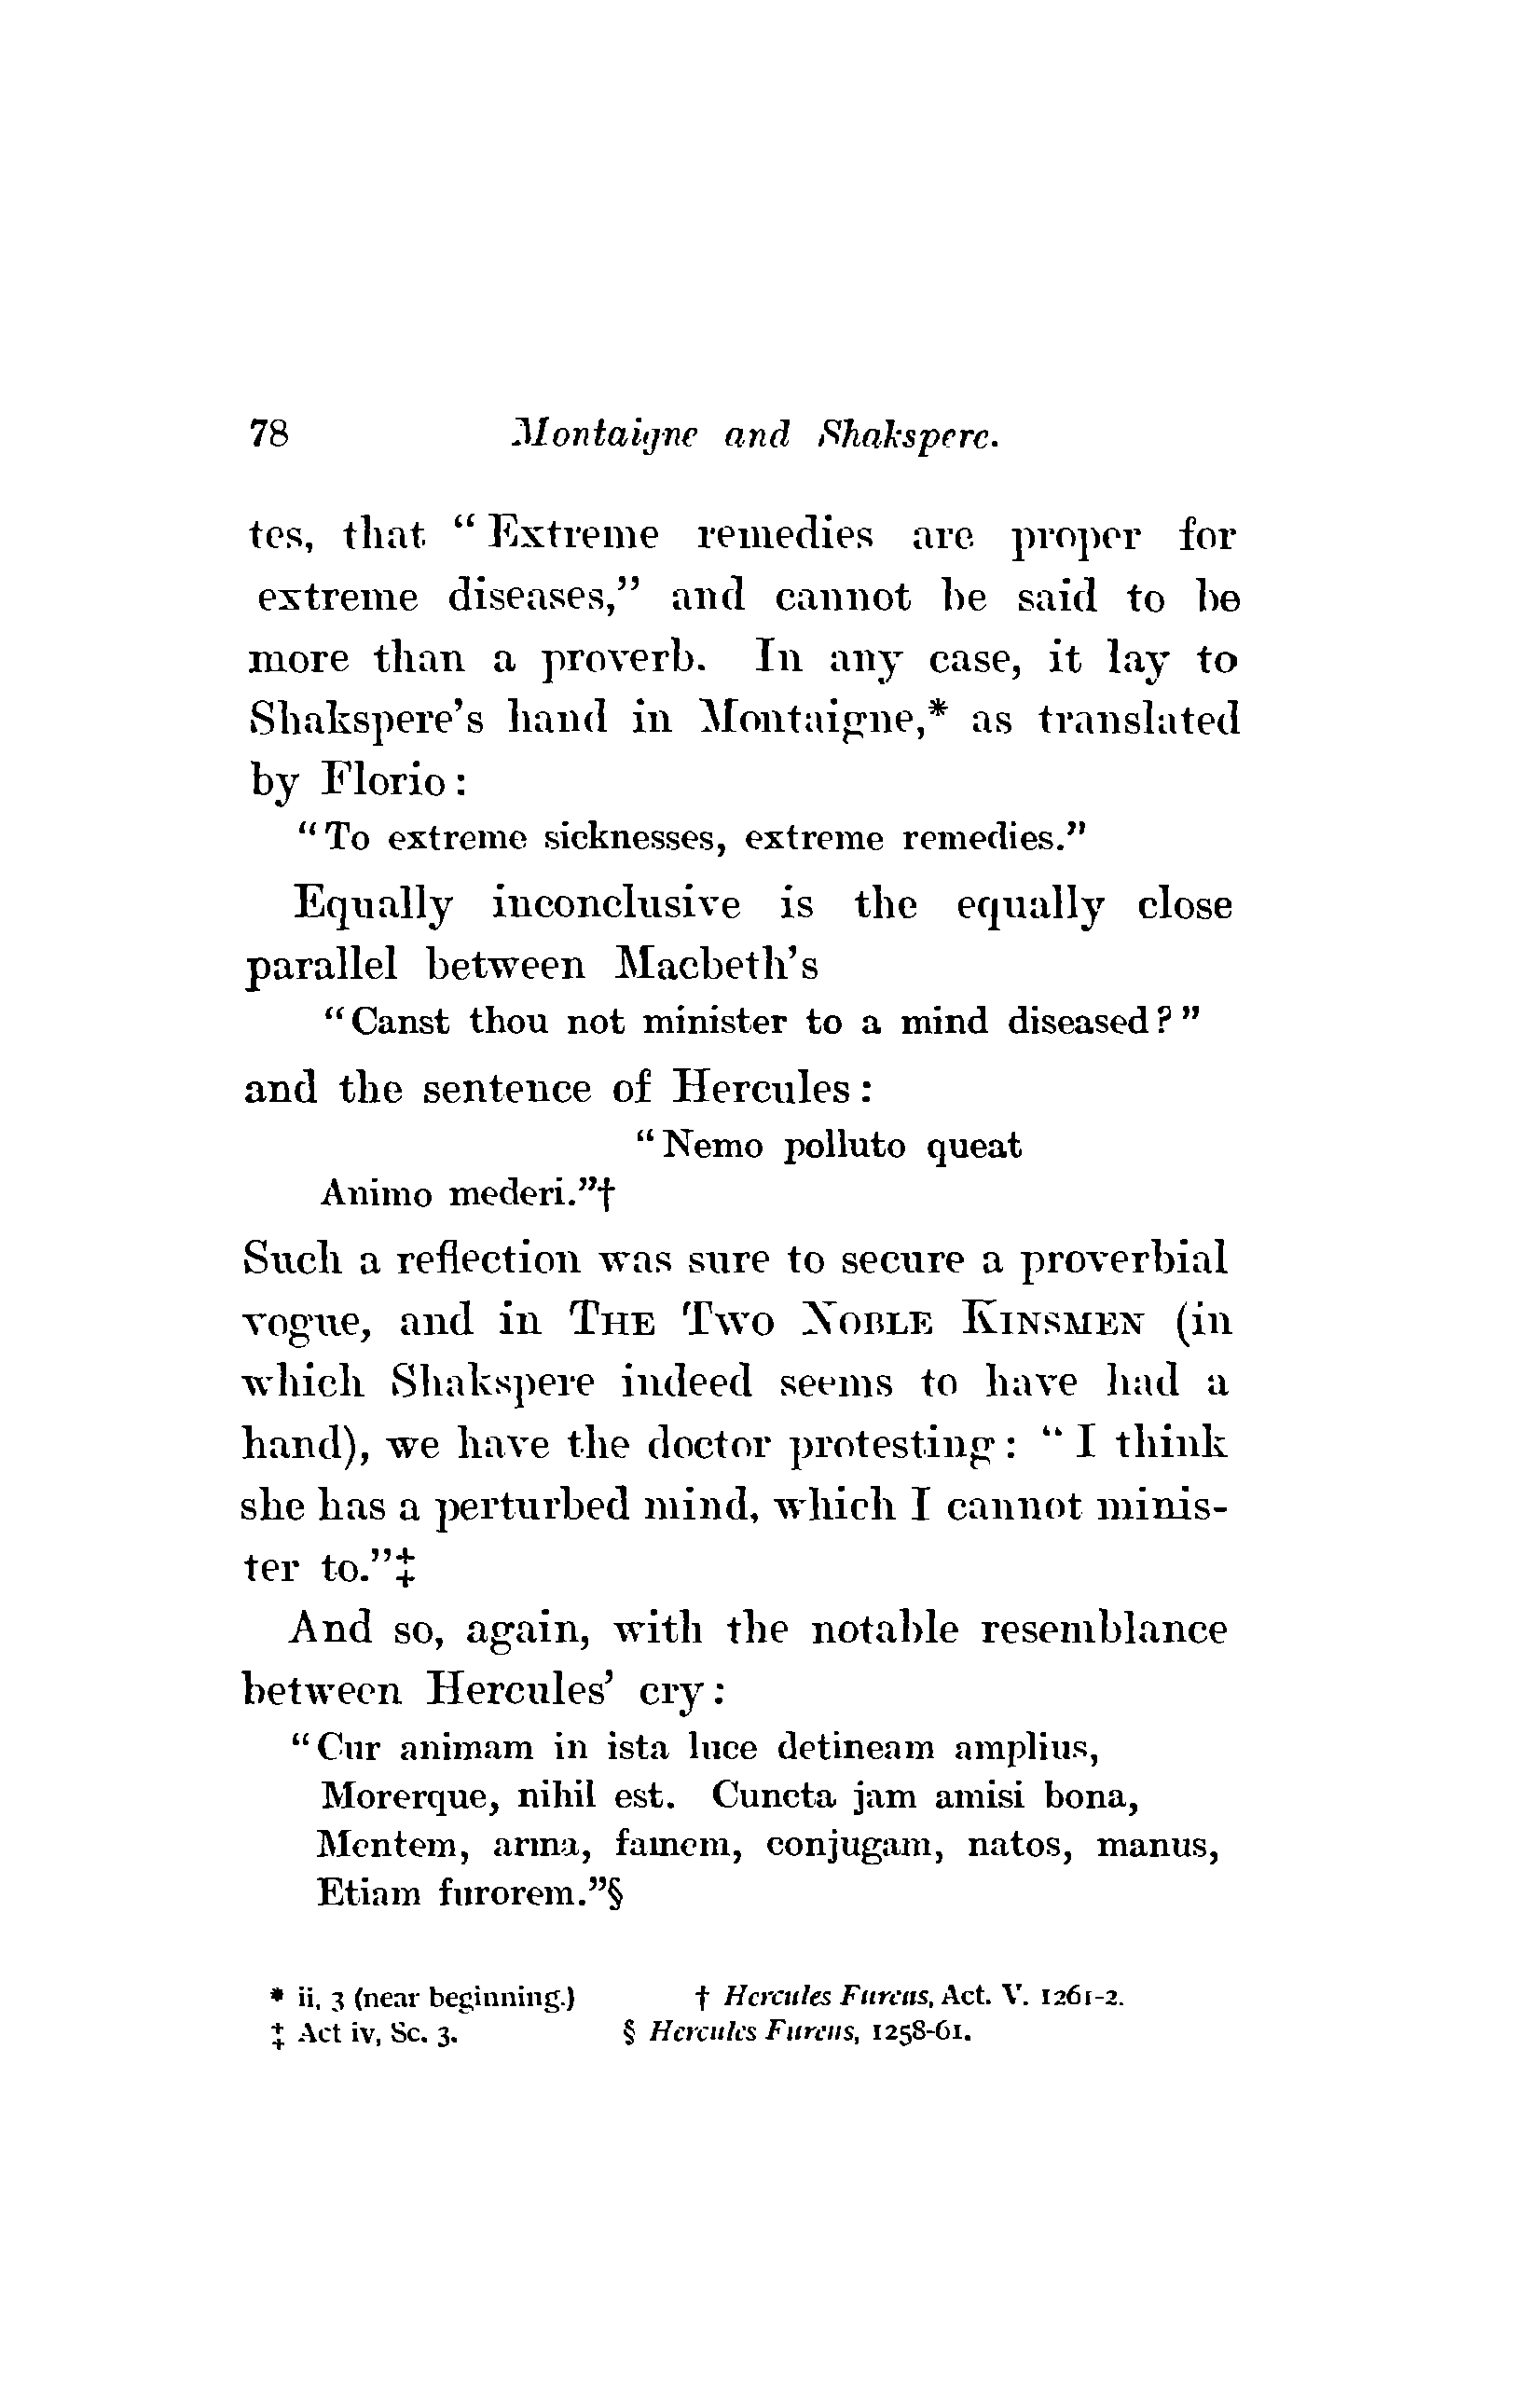 78 Montaigne and Shakspere.
tes, that "Extreme remedies are proper for
extreme diseases," and cannot be said to be
more than a proverb. In any case, it lay to
Shakspere's hand in Montaigne,* as translated
by Florio:
"To extreme sicknesses, extreme remedies."
Equally inconclusive is the equally close
parallel between Macbeth's
"Canst thou not minister to a mind diseased?"
and the sentence of Hercules:
"Nemo polluto queat
Animo mederi."†
Such a reflection was sure to secure a proverbial
vogue, and in THE TWO NOBLE KINSMEN (in
which Shakspere indeed seems to have had a
hand), we have the doctor protesting: "I think
she has a perturbed mind, which I cannot minis-
ter to."‡
And so, again, with the notable resemblance
between Hercules' cry:
"Cur animam in ista luce detineam amplius,
Morerque, nihil est. Cuncta jam amisi bona,
Mentem, arma, famem, conjugam, natos, manus,
Etiam furorem."§
* ii, 3 (near beginning.) † Hercules Furens, Act. V. 1261-2.
‡ Act iv, Sc. 3. § Hercules Furens, 1258-61.